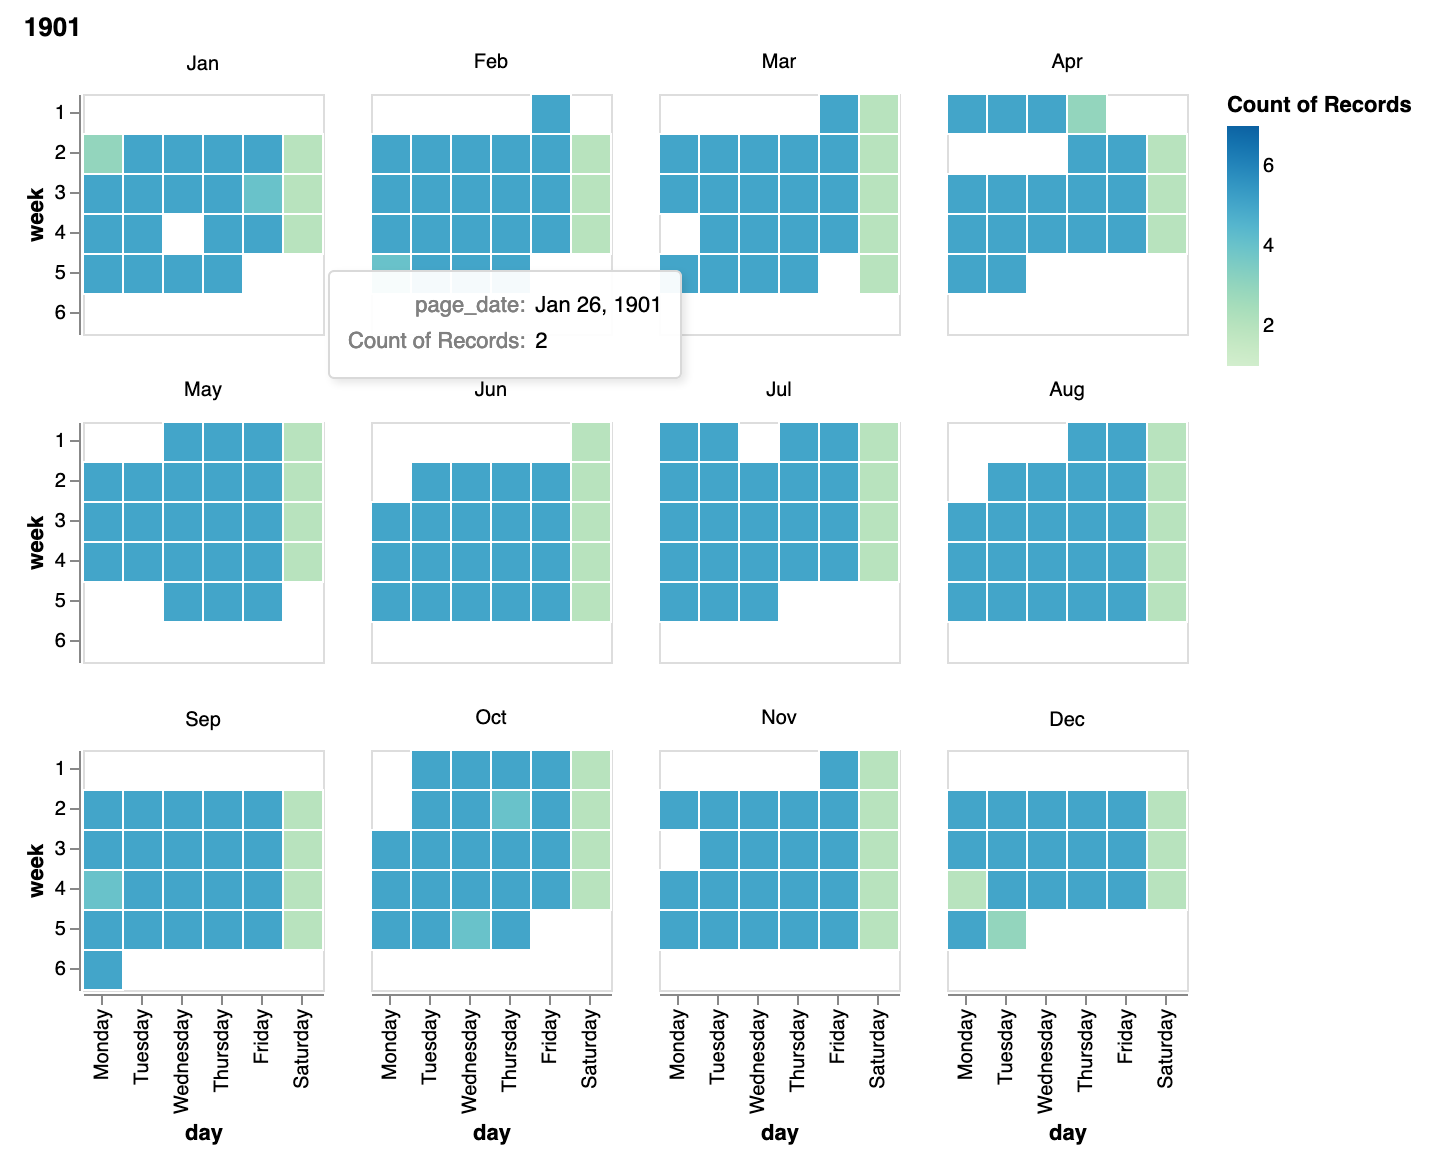 1901
Jan Feb Mar Apr
Count of Records
6
4
2
week
1
2
3
4
5
6
page_date: Jan 26, 1901
Count of Records: 2
May Jun Jul Aug
week
1
2
3
4
5
6
Sep Oct Nov Dec
week
1
2
3
4
5
6
Monday Tuesday Wednesday Thursday Friday Saturday Monday Tuesday Wednesday Thursday Friday Saturday Monday Tuesday Wednesday Thursday Friday Saturday Monday Tuesday Wednesday Thursday Friday Saturday
day day day day